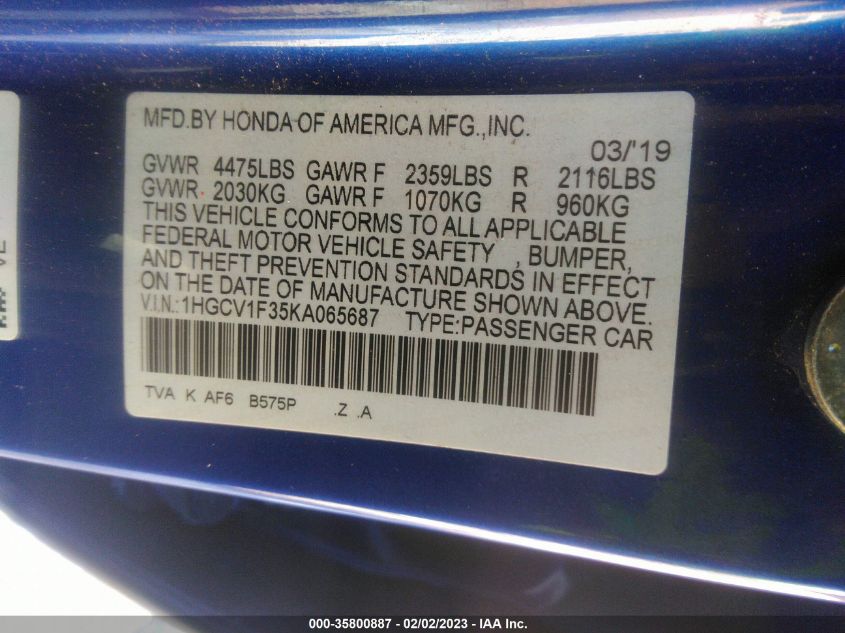 MFD.BY HONDA OF AMERICA MFG.,INC.
03/'19
GVWR 4475LBS GAWR F 2359LBS R 2116LBS
GVWR 2030KG GAWR F 1070KG R 960KG
THIS VEHICLE CONFORMS TO ALL APPLICABLE
FEDERAL MOTOR VEHICLE SAFETY , BUMPER,
AND THEFT PREVENTION STANDARDS IN EFFECT
ON THE DATE OF MANUFACTURE SHOWN ABOVE.
V.I.N.:1HGCV1F35KA065687 TYPE:PASSENGER CAR
TVA K AF6 B575P .Z .A
000-35800887 - 02/02/2023 - IAA Inc.